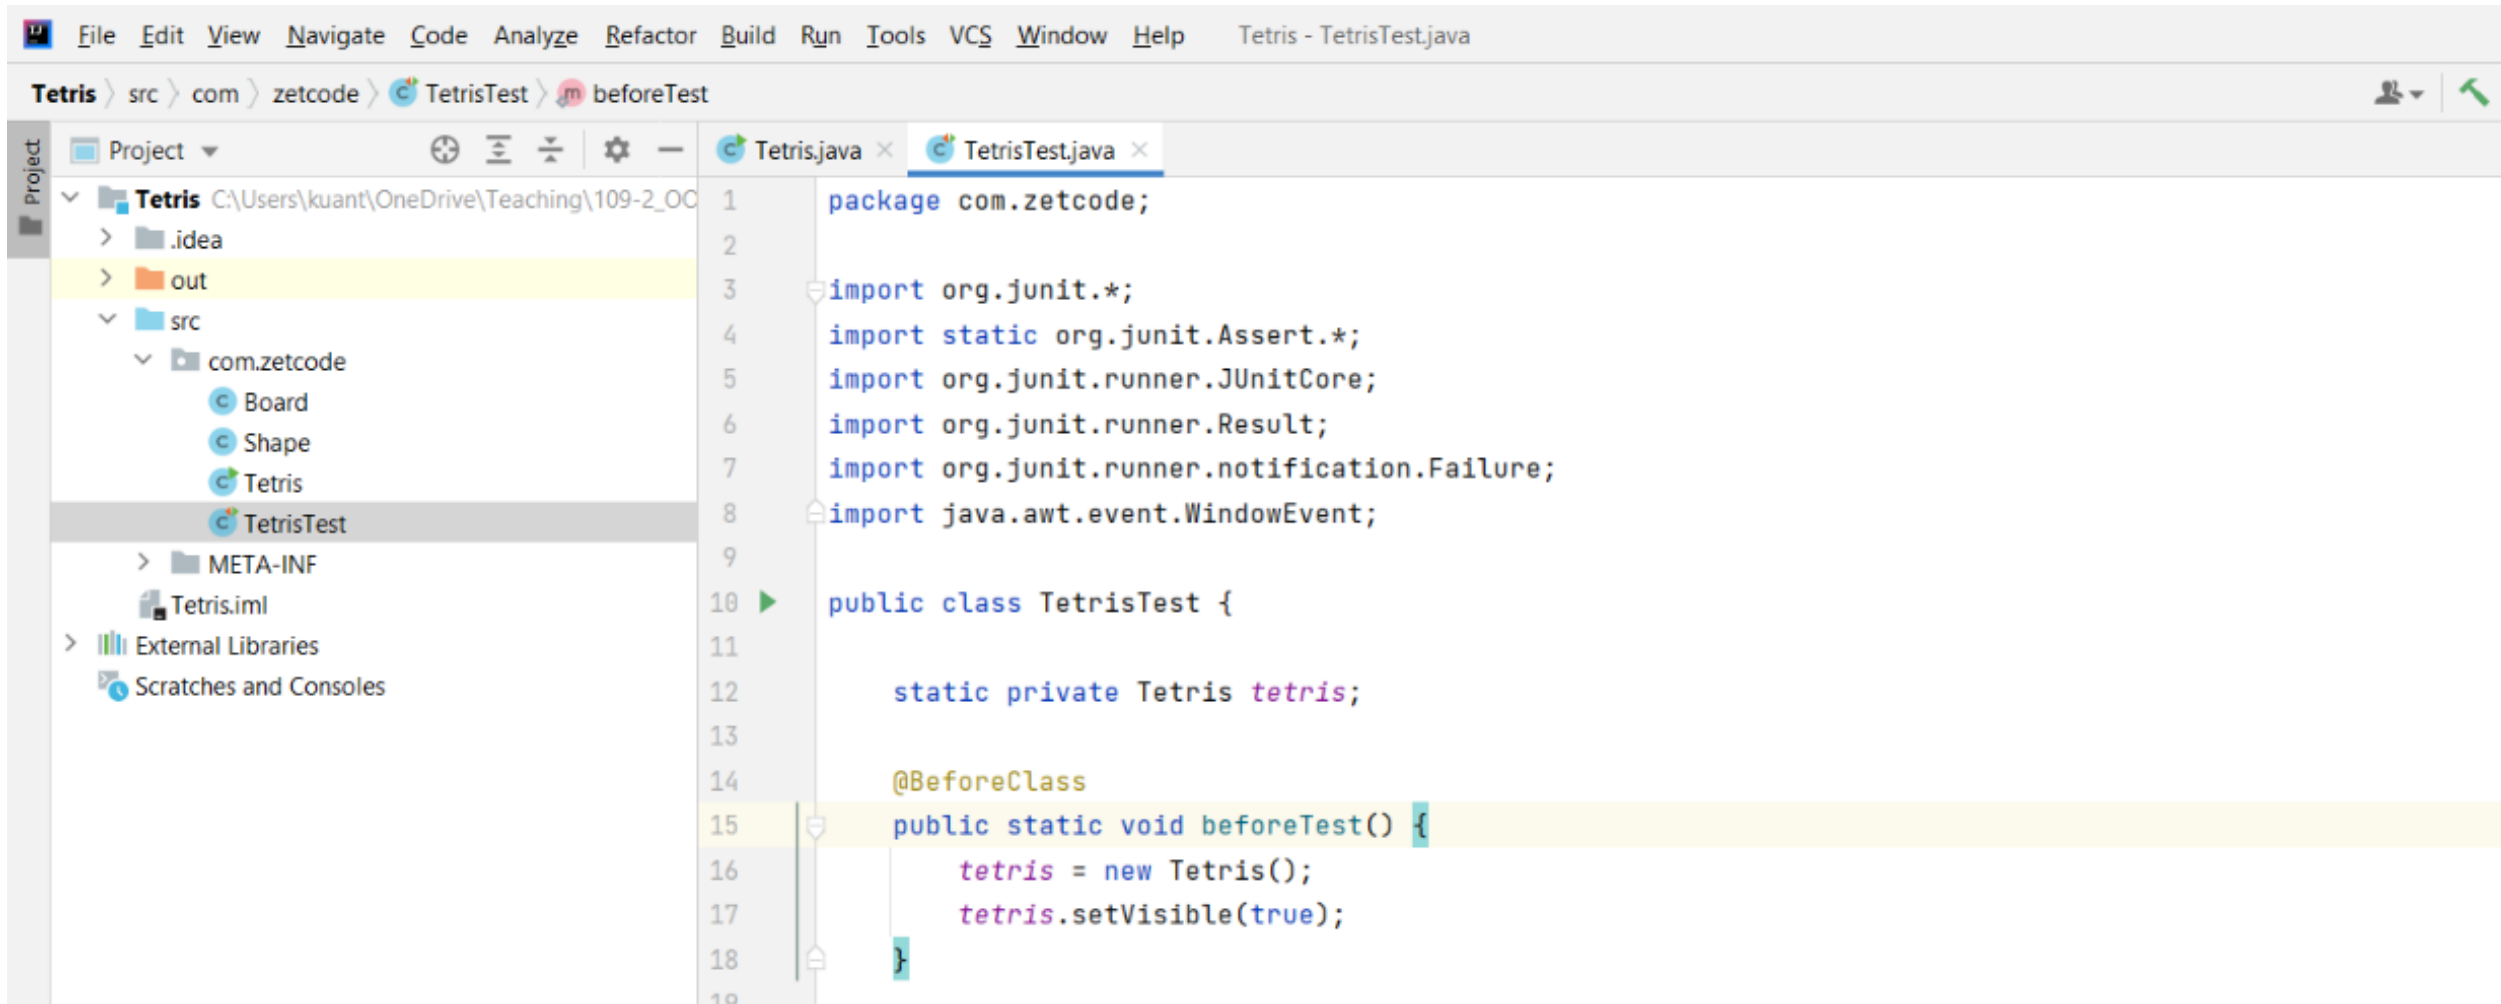 File Edit View Navigate Code Analyze Refactor Build Run Tools VCS Window Help Tetris - TetrisTest.java
Tetris src com zetcode TetrisTest beforeTest
Project
Project
Tetris C:\Users\kuant\OneDrive\Teaching\109-2_OO
.idea
out
src
com.zetcode
Board
Shape
Tetris
TetrisTest
META-INF
Tetris.iml
External Libraries
Scratches and Consoles
Tetris.java TetrisTest.java
1 package com.zetcode;
2
3 import org.junit.*;
4 import static org.junit.Assert.*;
5 import org.junit.runner.JUnitCore;
6 import org.junit.runner.Result;
7 import org.junit.runner.notification.Failure;
8 import java.awt.event.WindowEvent;
9
10 public class TetrisTest {
11
12 static private Tetris tetris;
13
14 @BeforeClass
15 public static void beforeTest() {
16 tetris = new Tetris();
17 tetris.setVisible(true);
18 }
19